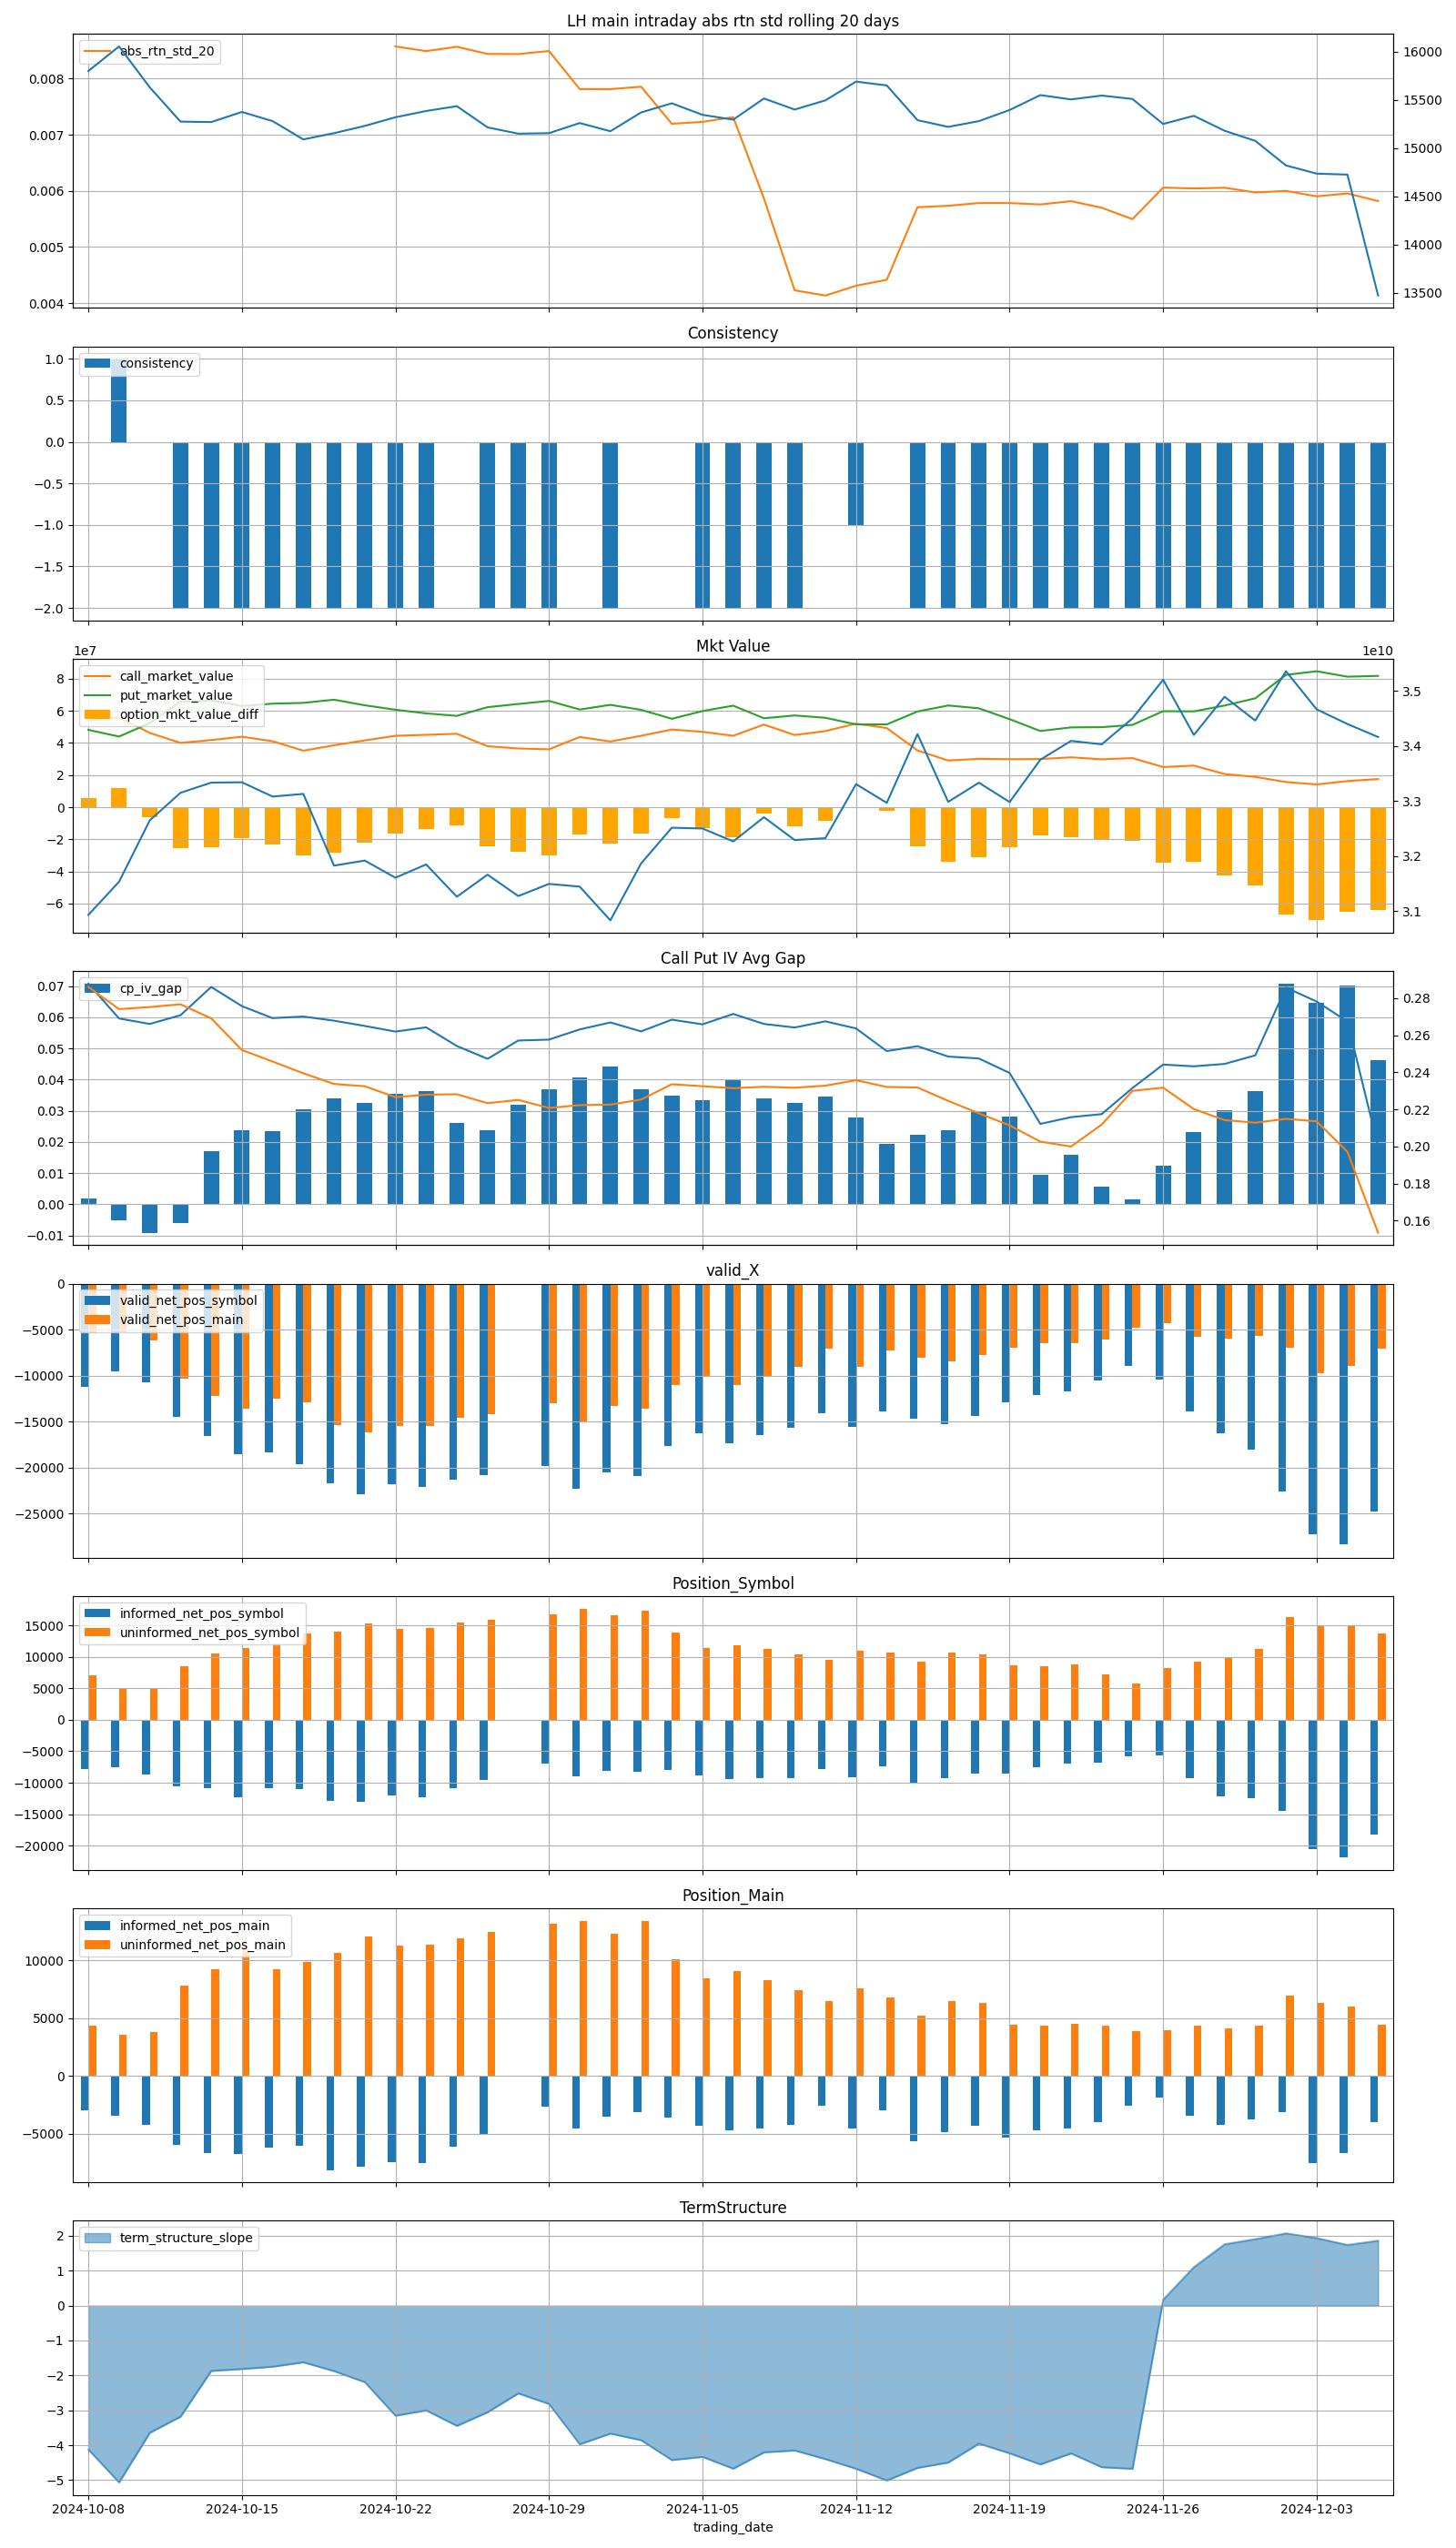 LH main intraday abs rtn std rolling 20 days
abs_rtn_std_20
0.008
0.007
0.006
0.005
0.004
16000
15500
15000
14500
14000
13500
Consistency
consistency
1.0
0.5
0.0
−0.5
−1.0
−1.5
−2.0
Mkt Value
1e7
1e10
call_market_value
put_market_value
option_mkt_value_diff
8
6
4
2
0
−2
−4
−6
3.5
3.4
3.3
3.2
3.1
Call Put IV Avg Gap
cp_iv_gap
0.07
0.06
0.05
0.04
0.03
0.02
0.01
0.00
−0.01
0.28
0.26
0.24
0.22
0.20
0.18
0.16
valid_X
valid_net_pos_symbol
valid_net_pos_main
0
−5000
−10000
−15000
−20000
−25000
Position_Symbol
informed_net_pos_symbol
uninformed_net_pos_symbol
15000
10000
5000
0
−5000
−10000
−15000
−20000
Position_Main
informed_net_pos_main
uninformed_net_pos_main
10000
5000
0
−5000
TermStructure
term_structure_slope
2
1
0
−1
−2
−3
−4
−5
2024-10-08 2024-10-15 2024-10-22 2024-10-29 2024-11-05 2024-11-12 2024-11-19 2024-11-26 2024-12-03
trading_date